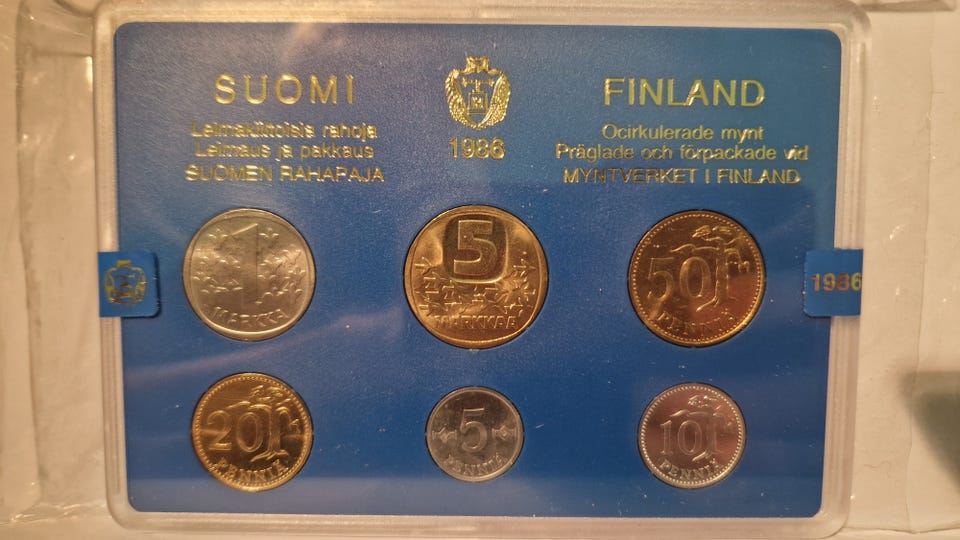 SUOMI
Leimakiiltoisia rahoja
Leimaus ja pakkaus
SUOMEN RAHAPAJA
1986
FINLAND
Ocirkulerade mynt
Präglade och förpackade vid
MYNTVERKET I FINLAND
1 MARKKA
5 MARKKAA
50 PENNIÄ
1986
20 PENNIÄ
5 PENNIÄ
10 PENNIÄ